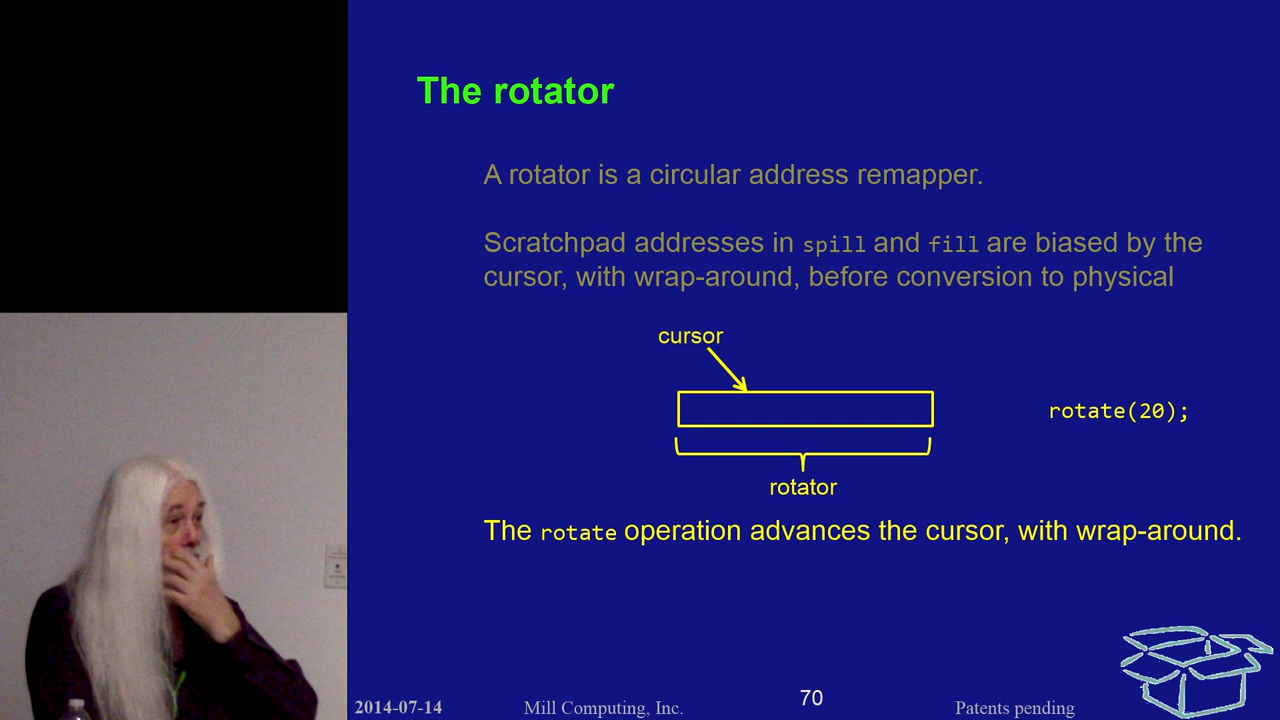 The rotator
A rotator is a circular address remapper.
Scratchpad addresses in spill and fill are biased by the
cursor, with wrap-around, before conversion to physical
cursor
rotate(20);
rotator
The rotate operation advances the cursor, with wrap-around.
2014-07-14
Mill Computing, Inc.
70
Patents pending